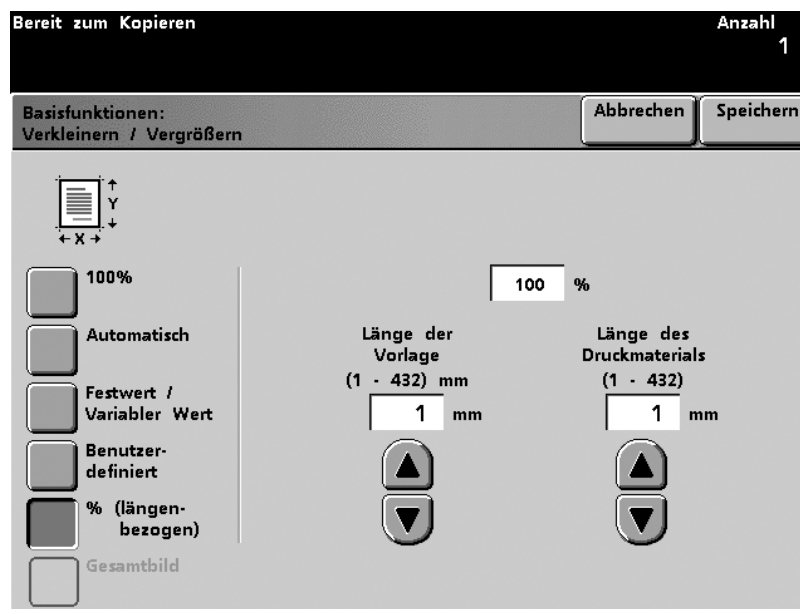 Bereit zum Kopieren
Anzahl
1
Basisfunktionen:
Verkleinern / Vergrößern
Abbrechen
Speichern
Y
X
100%
Automatisch
Festwert /
Variabler Wert
Benutzer-
definiert
% (längen-
bezogen)
Gesamtbild
100 %
Länge der
Vorlage
(1 - 432) mm
1 mm
Länge des
Druckmaterials
(1 - 432)
1 mm